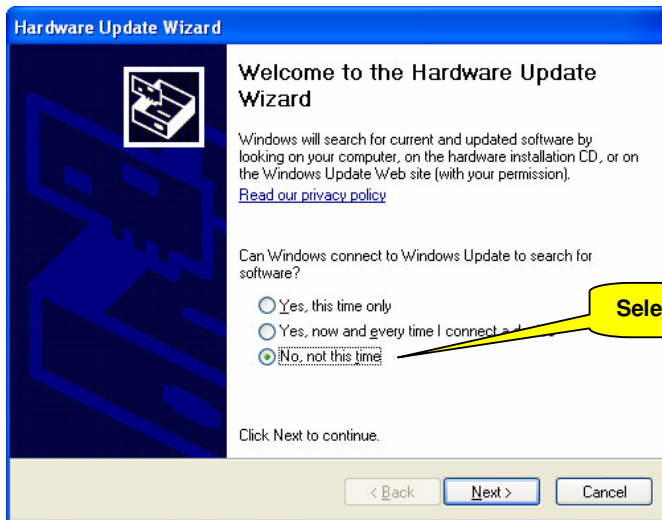 Hardware Update Wizard
Welcome to the Hardware Update
Wizard
Windows will search for current and updated software by
looking on your computer, on the hardware installation CD, or on
the Windows Update Web site (with your permission).
Read our privacy policy
Can Windows connect to Windows Update to search for
software?
Yes, this time only
Yes, now and every time I connect a
No, not this time
Click Next to continue.
< Back Next > Cancel